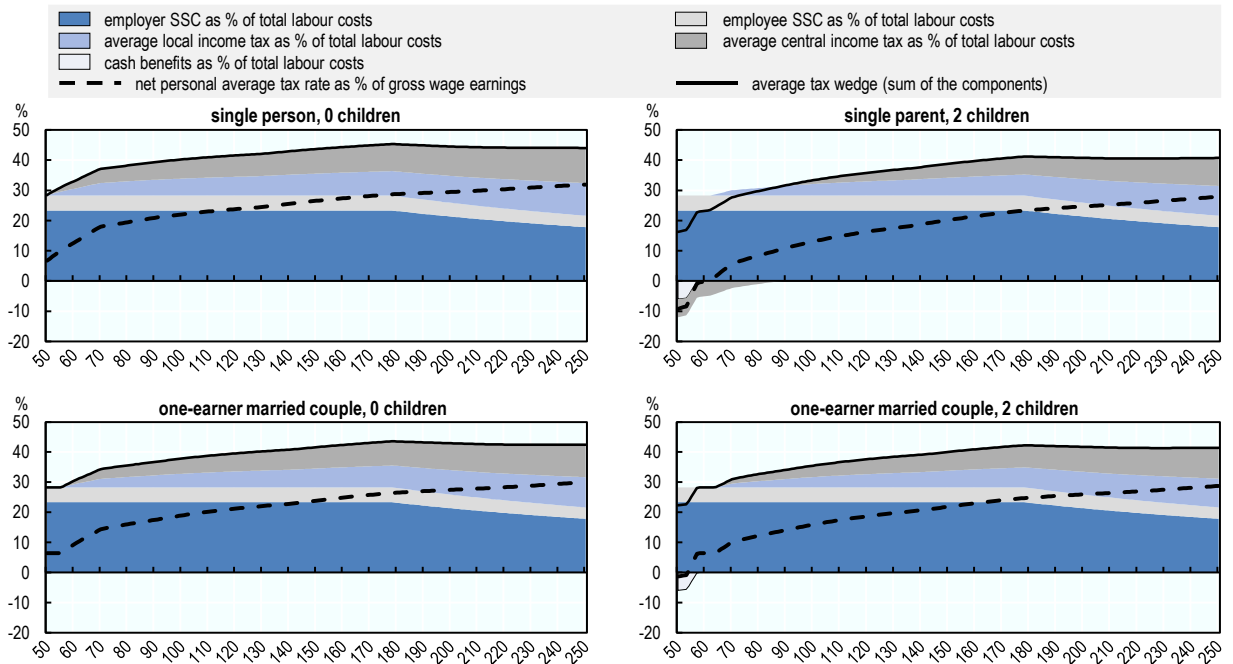 employer SSC as % of total labour costs
employee SSC as % of total labour costs
average local income tax as % of total labour costs
average central income tax as % of total labour costs
cash benefits as % of total labour costs
net personal average tax rate as % of gross wage earnings
average tax wedge (sum of the components)
%
single person, 0 children
50
40
30
20
10
0
-10
-20
50 60 70 80 90 100 110 120 130 140 150 160 170 180 190 200 210 220 230 240 250
%
single parent, 2 children
50
40
30
20
10
0
-10
-20
50 60 70 80 90 100 110 120 130 140 150 160 170 180 190 200 210 220 230 240 250
%
one-earner married couple, 0 children
50
40
30
20
10
0
-10
-20
50 60 70 80 90 100 110 120 130 140 150 160 170 180 190 200 210 220 230 240 250
%
one-earner married couple, 2 children
50
40
30
20
10
0
-10
-20
50 60 70 80 90 100 110 120 130 140 150 160 170 180 190 200 210 220 230 240 250